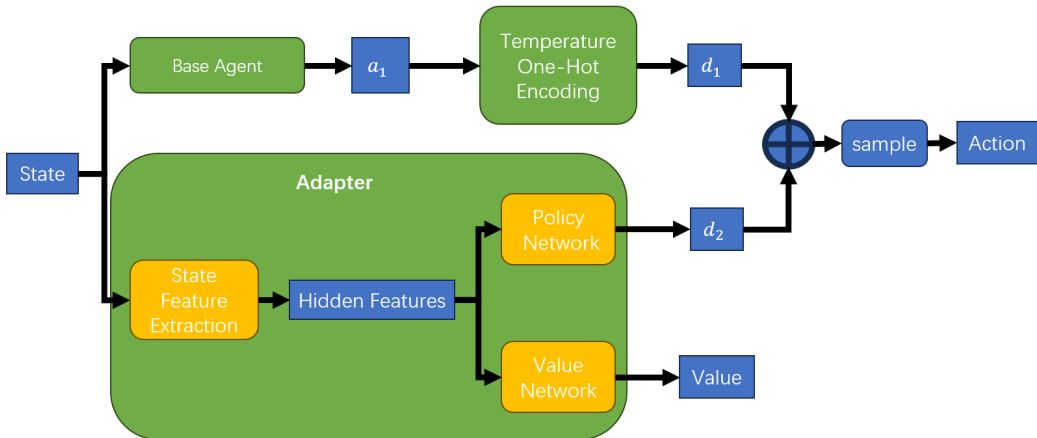 Base Agent
a₁
Temperature
One-Hot
Encoding
d₁
sample
Action
State
Adapter
Policy
Network
d₂
State
Feature
Extraction
Hidden Features
Value
Network
Value